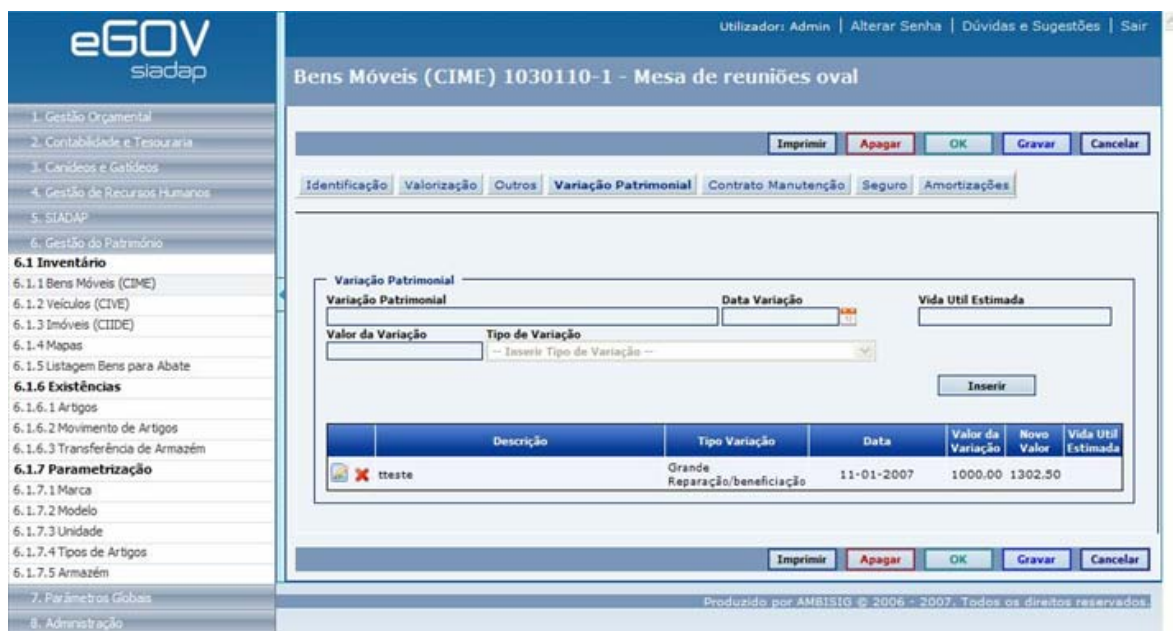 eGOV
siadap
Utilizador: Admin | Alterar Senha | Dúvidas e Sugestões | Sair
Bens Móveis (CIME) 1030110-1 - Mesa de reuniões oval
1. Gestão Orçamental
2. Contabilidade e Tesouraria
3. Canídeos e Gatídeos
4. Gestão de Recursos Humanos
5. SIADAP
6. Gestão do Património
6.1 Inventário
6.1.1 Bens Móveis (CIME)
6.1.2 Veículos (CIVE)
6.1.3 Imóveis (CIIDE)
6.1.4 Mapas
6.1.5 Listagem Bens para Abate
6.1.6 Existências
6.1.6.1 Artigos
6.1.6.2 Movimento de Artigos
6.1.6.3 Transferência de Armazém
6.1.7 Parametrização
6.1.7.1 Marca
6.1.7.2 Modelo
6.1.7.3 Unidade
6.1.7.4 Tipos de Artigos
6.1.7.5 Armazém
7. Parâmetros Globais
8. Administração
Imprimir Apagar OK Gravar Cancelar
Identificação Valorização Outros Variação Patrimonial Contrato Manutenção Seguro Amortizações
Variação Patrimonial
Variação Patrimonial Data Variação Vida Util Estimada
Valor da Variação Tipo de Variação
-- Inserir Tipo de Variação --
Inserir
Descrição Tipo Variação Data Valor da Variação Novo Valor Vida Util Estimada
tteste Grande Reparação/beneficiação 11-01-2007 1000.00 1302.50
Imprimir Apagar OK Gravar Cancelar
Produzido por AMBISIG © 2006 - 2007. Todos os direitos reservados.